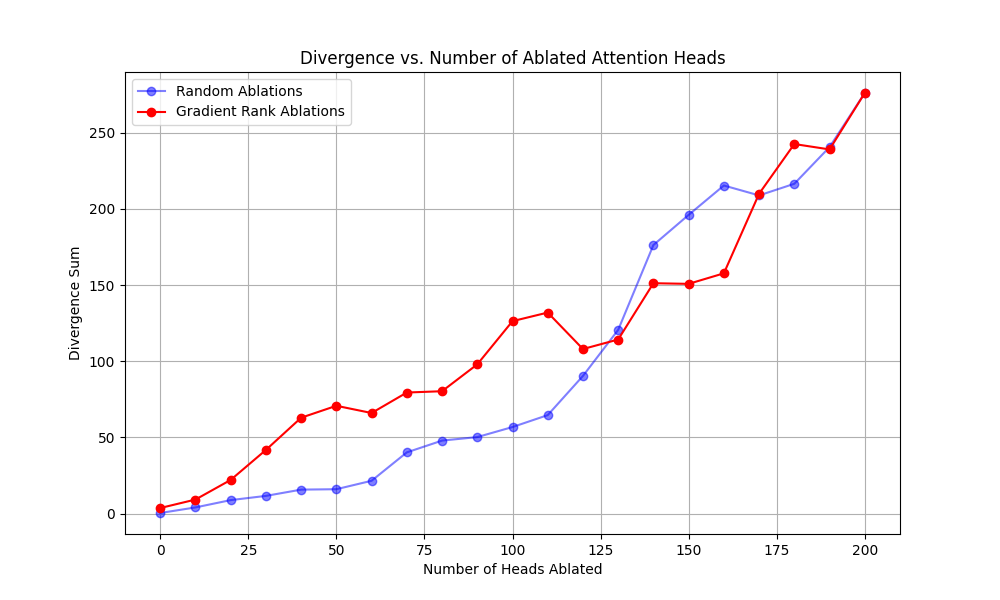 Divergence vs. Number of Ablated Attention Heads
Random Ablations
Gradient Rank Ablations
250
200
150
100
50
0
Divergence Sum
0 25 50 75 100 125 150 175 200
Number of Heads Ablated